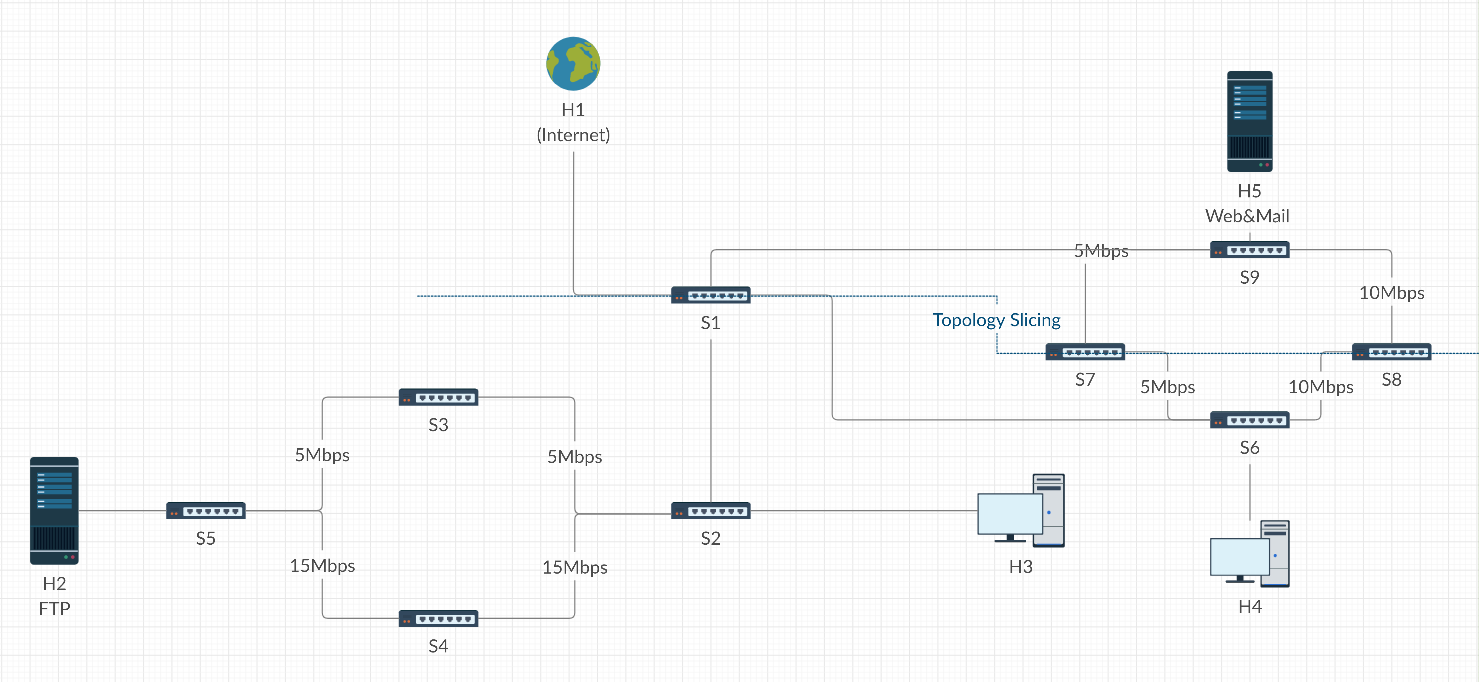 H1
(Internet)
H5
Web&Mail
5Mbps
S9
10Mbps
S1
Topology Slicing
S7
5Mbps
10Mbps
S8
S3
S6
5Mbps
5Mbps
S5
S2
15Mbps
15Mbps
H3
H2
FTP
H4
S4